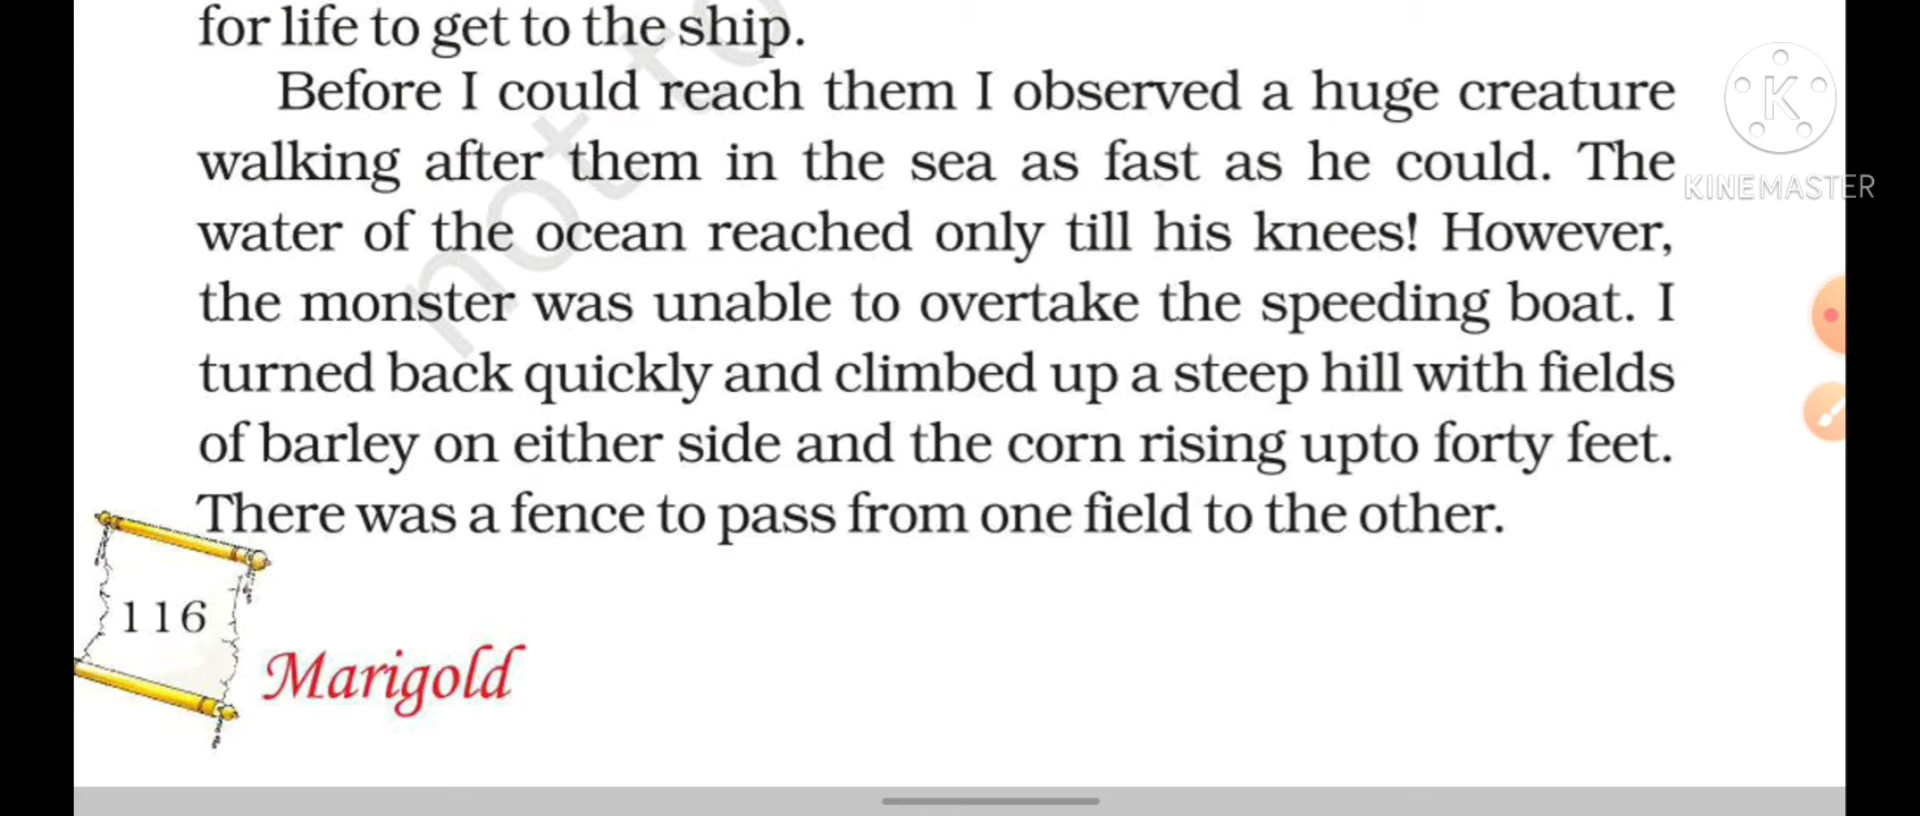 for life to get to the ship.
Before I could reach them I observed a huge creature
walking after them in the sea as fast as he could. The
water of the ocean reached only till his knees! However,
the monster was unable to overtake the speeding boat. I
turned back quickly and climbed up a steep hill with fields
of barley on either side and the corn rising upto forty feet.
There was a fence to pass from one field to the other.
116
Marigold
not to
K
KINEMASTER